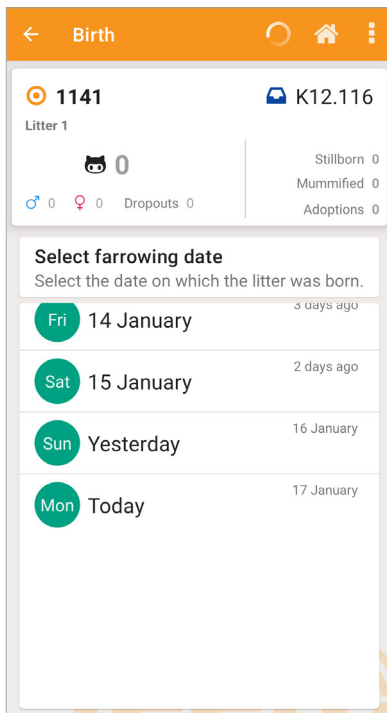 Birth
1141
K12.116
Litter 1
0
Stillborn 0
Mummified 0
Adoptions 0
0 0 Dropouts 0
Select farrowing date
Select the date on which the litter was born.
3 days ago
Fri 14 January
2 days ago
Sat 15 January
16 January
Sun Yesterday
17 January
Mon Today